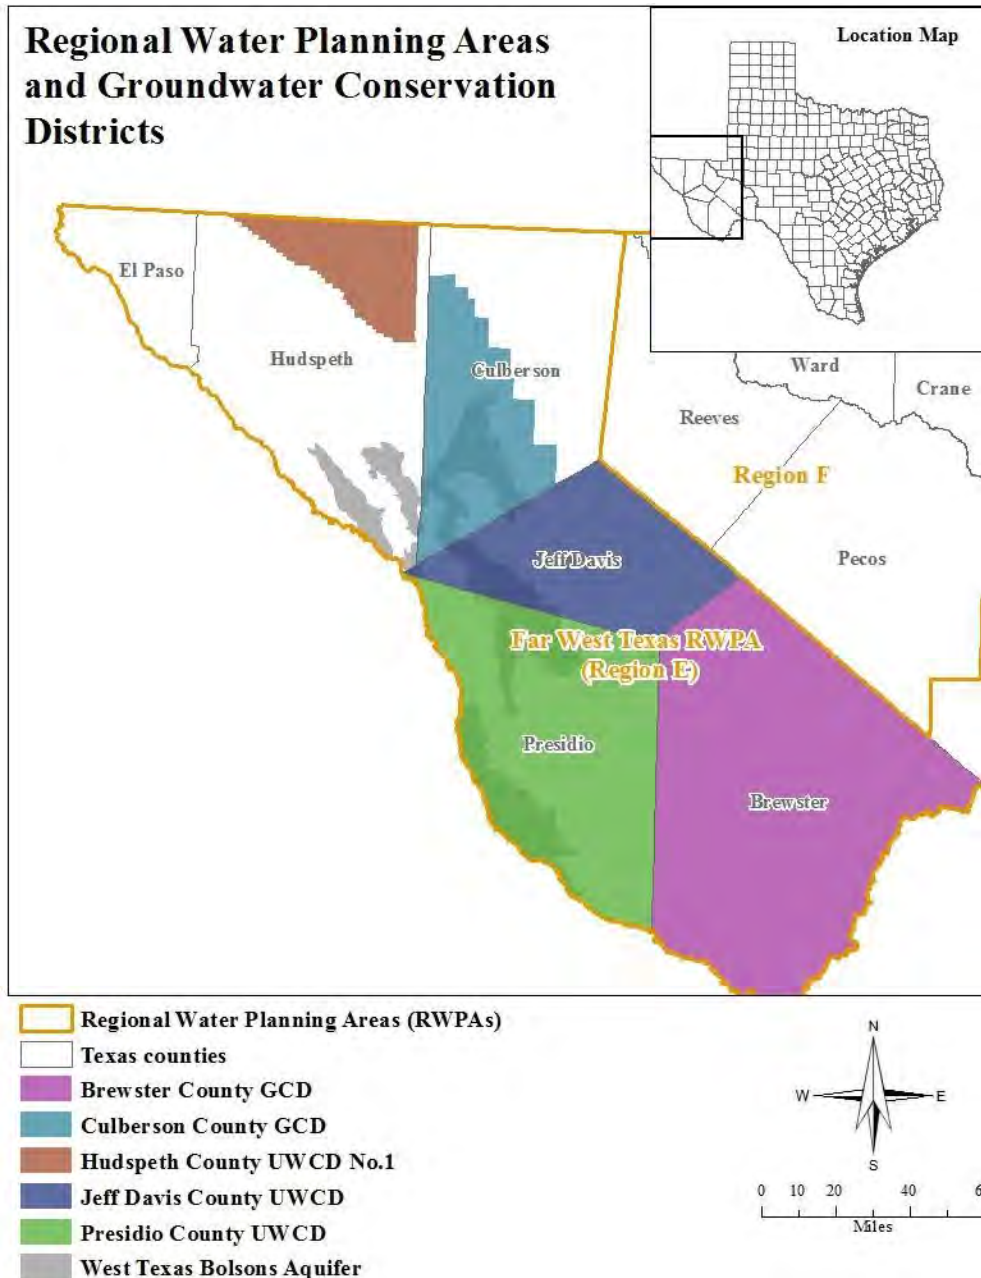 Regional Water Planning Areas
and Groundwater Conservation
Districts
Location Map
El Paso
Hudspeth
Culberson
Ward
Crane
Reeves
Region F
Pecos
Jeff Davis
Far West Texas RWPA
(Region E)
Presidio
Brewster
Regional Water Planning Areas (RWPAs)
Texas counties
Brewster County GCD
Culberson County GCD
Hudspeth County UWCD No.1
Jeff Davis County UWCD
Presidio County UWCD
West Texas Bolsons Aquifer
N
W E
S
0 10 20 40
Miles